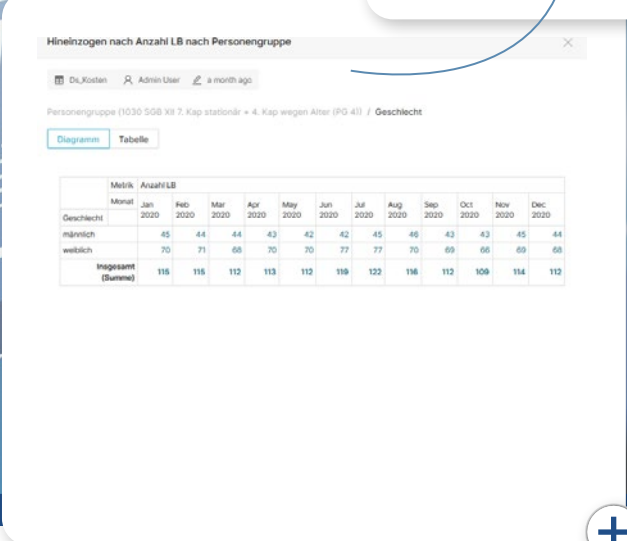 Hineinzogen nach Anzahl LB nach Personengruppe
Ds_Kosten Admin User a month ago
Personengruppe (1030 SGB XII 7. Kap stationär + 4. Kap wegen Alter (PG 4)) / Geschlecht
Diagramm Tabelle
Metrik Anzahl LB
Monat Jan 2020 Feb 2020 Mar 2020 Apr 2020 May 2020 Jun 2020 Jul 2020 Aug 2020 Sep 2020 Oct 2020 Nov 2020 Dec 2020
Geschlecht
männlich 45 44 44 43 42 42 45 46 43 43 45 44
weiblich 70 71 68 70 70 77 77 70 69 66 69 68
Insgesamt (Summe) 115 115 112 113 112 119 122 116 112 109 114 112